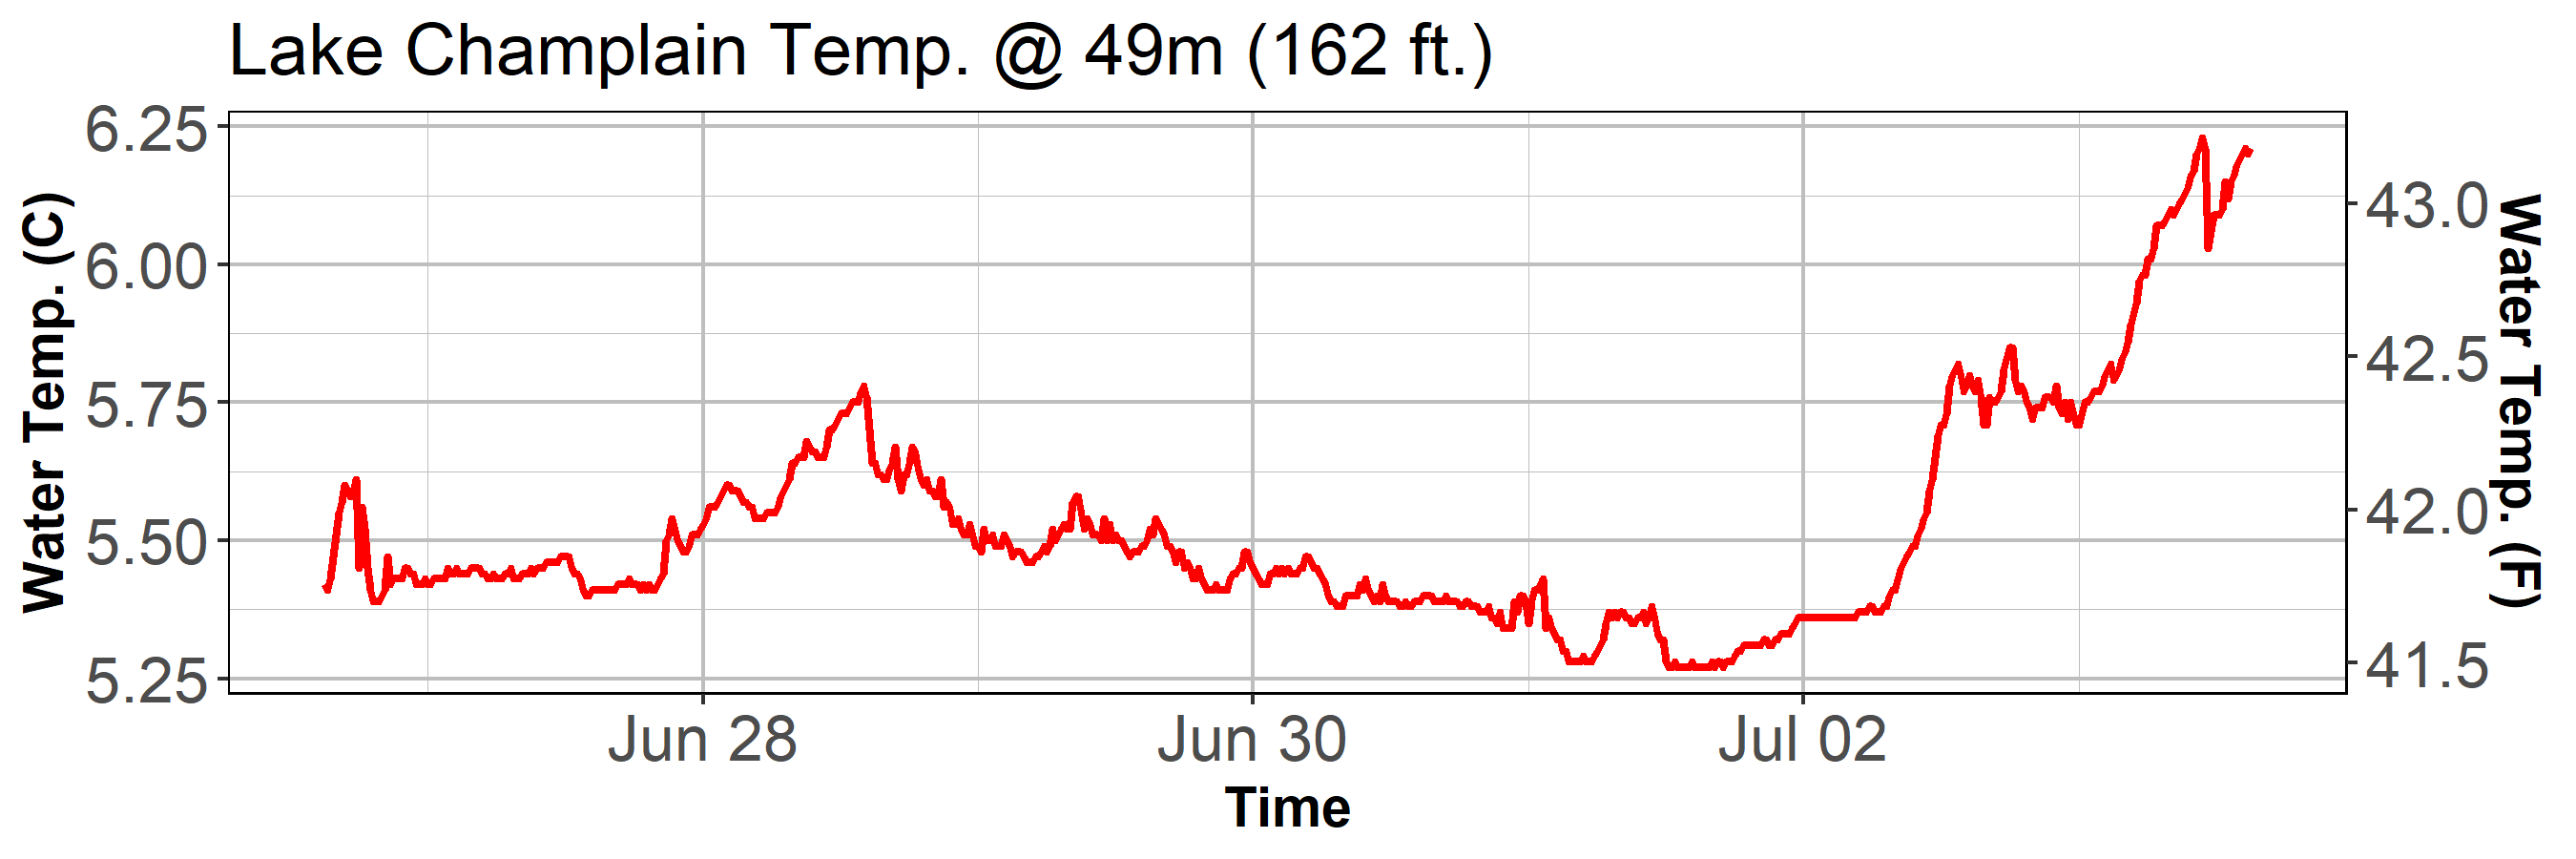 Lake Champlain Temp. @ 49m (162 ft.)
Water Temp. (C)
6.25
6.00
5.75
5.50
5.25
43.0
42.5
42.0
41.5
Water Temp. (F)
Jun 28
Jun 30
Jul 02
Time